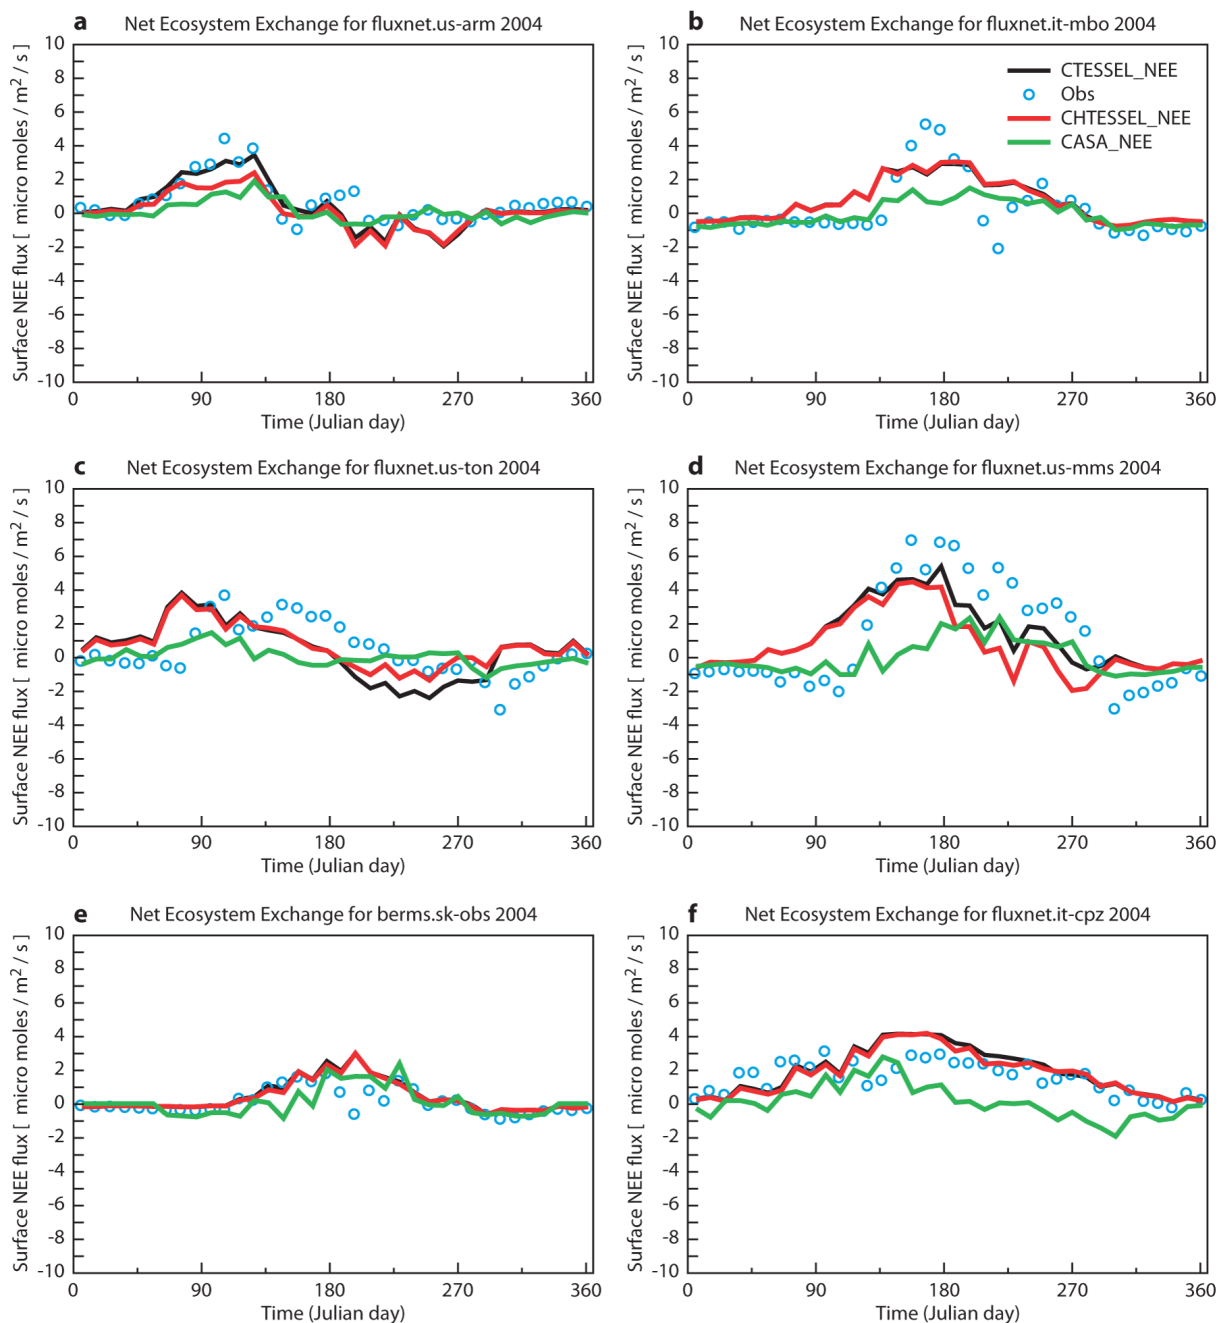 a Net Ecosystem Exchange for fluxnet.us-arm 2004
10
8
6
4
2
0
-2
-4
-6
-8
-10
Surface NEE flux [ micro moles / m² / s]
0 90 180 270 360
Time (Julian day)
b Net Ecosystem Exchange for fluxnet.it-mbo 2004
10
8
6
4
2
0
-2
-4
-6
-8
-10
Surface NEE flux [ micro moles / m² / s]
CTESSEL_NEE
Obs
CHTESSEL_NEE
CASA_NEE
0 90 180 270 360
Time (Julian day)
c Net Ecosystem Exchange for fluxnet.us-ton 2004
10
8
6
4
2
0
-2
-4
-6
-8
-10
Surface NEE flux [ micro moles / m² / s]
0 90 180 270 360
Time (Julian day)
d Net Ecosystem Exchange for fluxnet.us-mms 2004
10
8
6
4
2
0
-2
-4
-6
-8
-10
Surface NEE flux [ micro moles / m² / s]
0 90 180 270 360
Time (Julian day)
e Net Ecosystem Exchange for berms.sk-obs 2004
10
8
6
4
2
0
-2
-4
-6
-8
-10
Surface NEE flux [ micro moles / m² / s]
0 90 180 270 360
Time (Julian day)
f Net Ecosystem Exchange for fluxnet.it-cpz 2004
10
8
6
4
2
0
-2
-4
-6
-8
-10
Surface NEE flux [ micro moles / m² / s]
0 90 180 270 360
Time (Julian day)